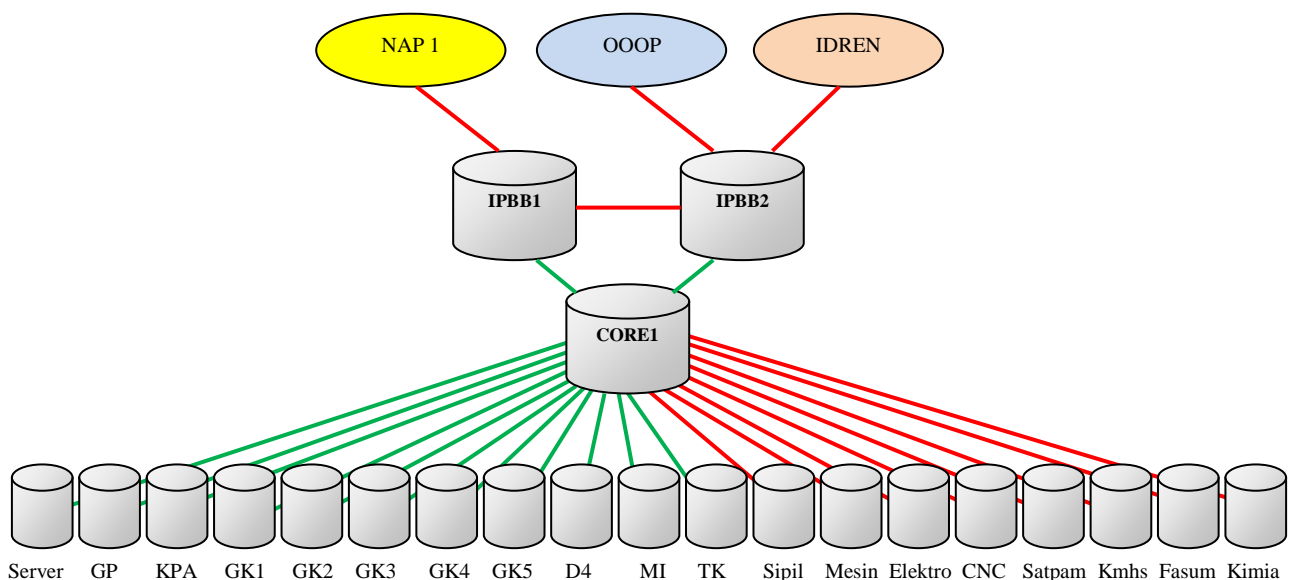 NAP 1
OOOP
IDREN
IPBB1
IPBB2
CORE1
Server GP KPA GK1 GK2 GK3 GK4 GK5 D4 MI TK Sipil Mesin Elektro CNC Satpam Kmhs Fasum Kimia